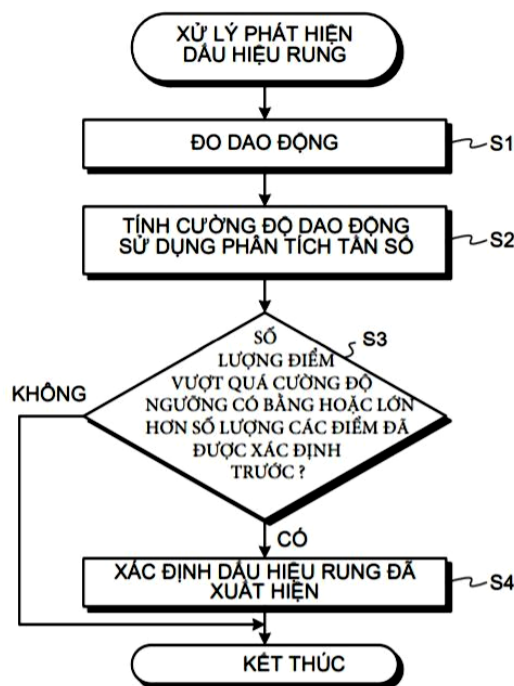 XỬ LÝ PHÁT HIỆN
DẤU HIỆU RUNG
ĐO DAO ĐỘNG
S1
TÍNH CƯỜNG ĐỘ DAO ĐỘNG
SỬ DỤNG PHÂN TÍCH TẦN SỐ
S2
SỐ
S3
LƯỢNG ĐIỂM
VƯỢT QUÁ CƯỜNG ĐỘ
NGƯỠNG CÓ BẰNG HOẶC LỚN
HƠN SỐ LƯỢNG CÁC ĐIỂM ĐÃ
ĐƯỢC XÁC ĐỊNH
TRƯỚC ?
KHÔNG
CÓ
XÁC ĐỊNH DẤU HIỆU RUNG ĐÃ
XUẤT HIỆN
S4
KẾT THÚC